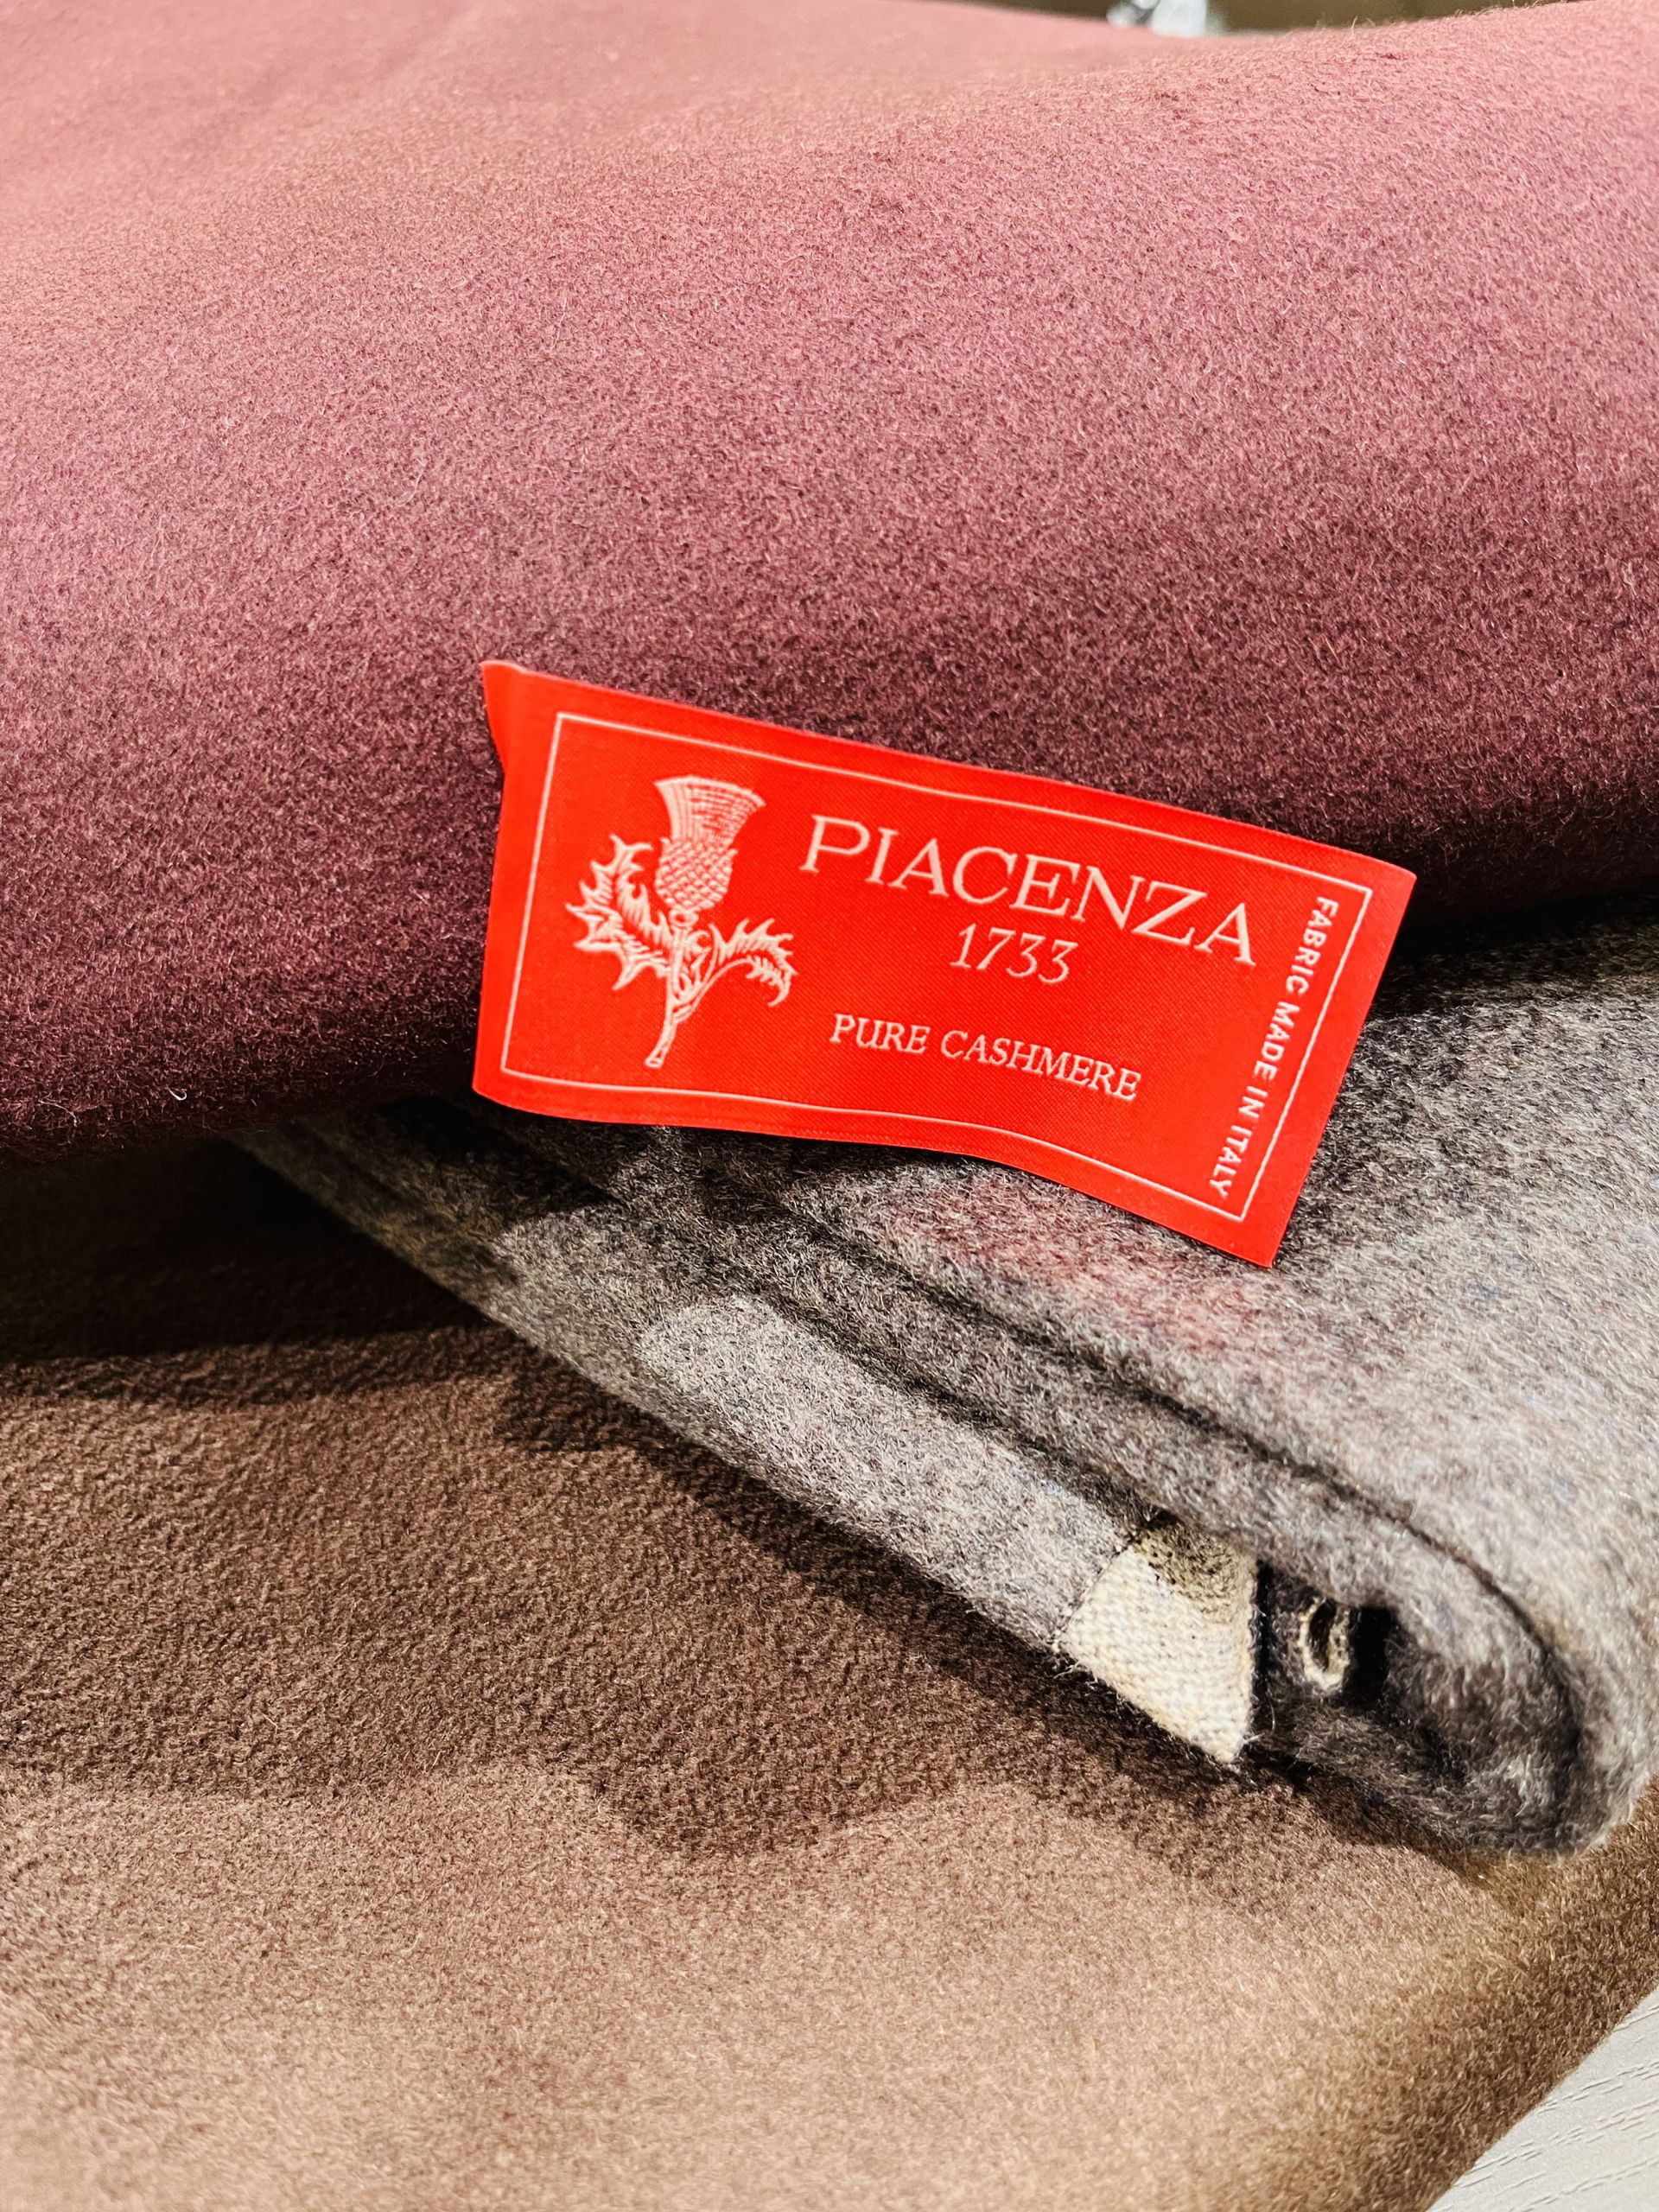 PIACENZA
1733
PURE CASHMERE
FABRIC MADE IN ITALY